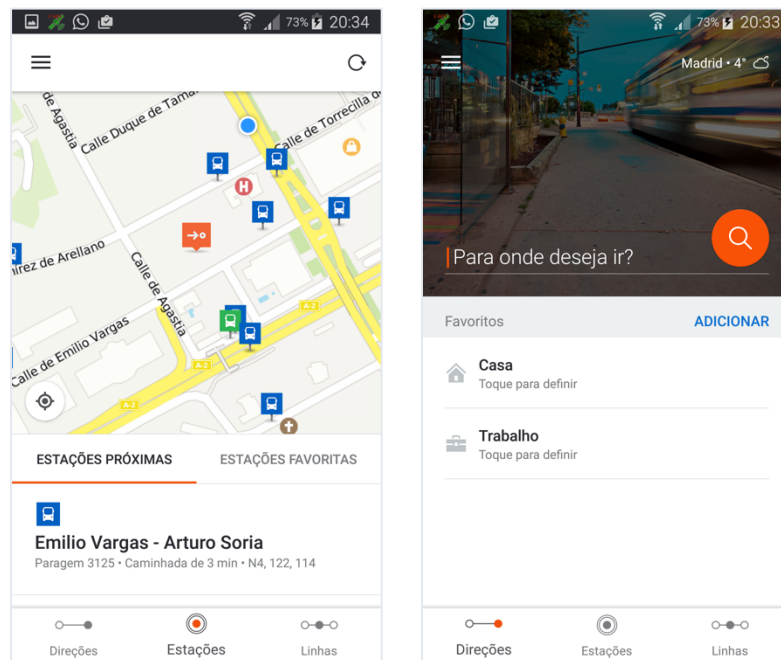 73% 20:34
de Agastia
Calle Duque de Tama
Calle de Torrecilla d
H
írez de Arellano
Calle de Agastia
A-2
Calle de Emilio Vargas
A-2
A-2
ESTAÇÕES PRÓXIMAS ESTAÇÕES FAVORITAS
Emilio Vargas - Arturo Soria
Paragem 3125 • Caminhada de 3 min • N4, 122, 114
Direções Estações Linhas
73% 20:33
Madrid • 4°
Para onde deseja ir?
Favoritos ADICIONAR
Casa
Toque para definir
Trabalho
Toque para definir
Direções Estações Linhas